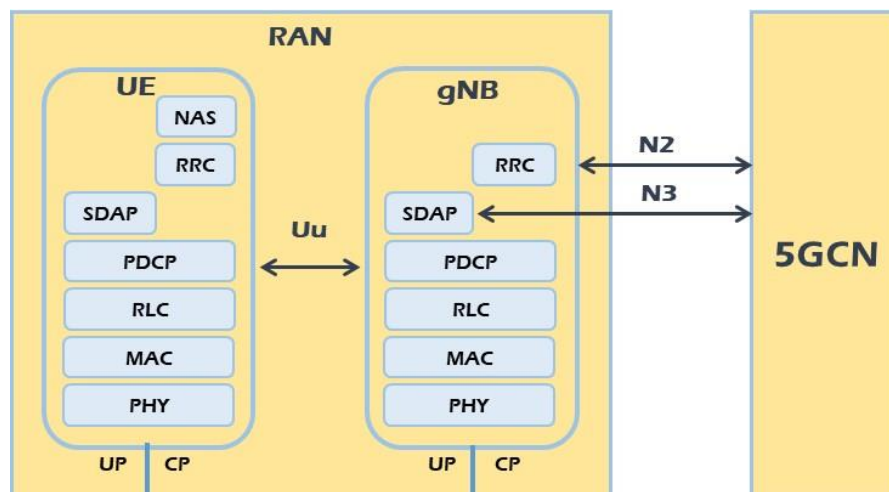 RAN
UE
NAS
RRC
SDAP
PDCP
RLC
MAC
PHY
UP CP
Uu
gNB
RRC
SDAP
PDCP
RLC
MAC
PHY
UP CP
N2
N3
5GCN